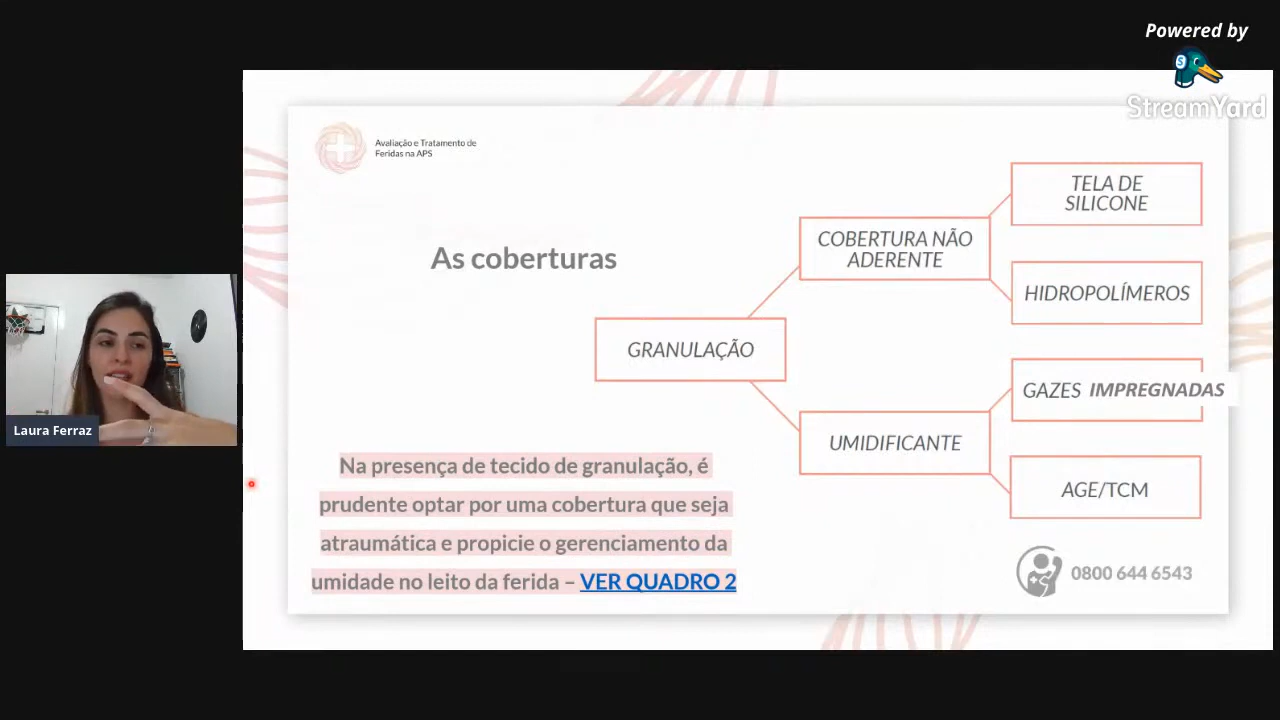 Powered by
StreamYard
Avaliação e Tratamento de
Feridas na APS
As coberturas
GRANULAÇÃO
COBERTURA NÃO
ADERENTE
TELA DE
SILICONE
HIDROPOLÍMEROS
UMIDIFICANTE
GAZES IMPREGNADAS
AGE/TCM
Na presença de tecido de granulação, é
prudente optar por uma cobertura que seja
atraumática e propicie o gerenciamento da
umidade no leito da ferida – VER QUADRO 2
0800 644 6543
Laura Ferraz